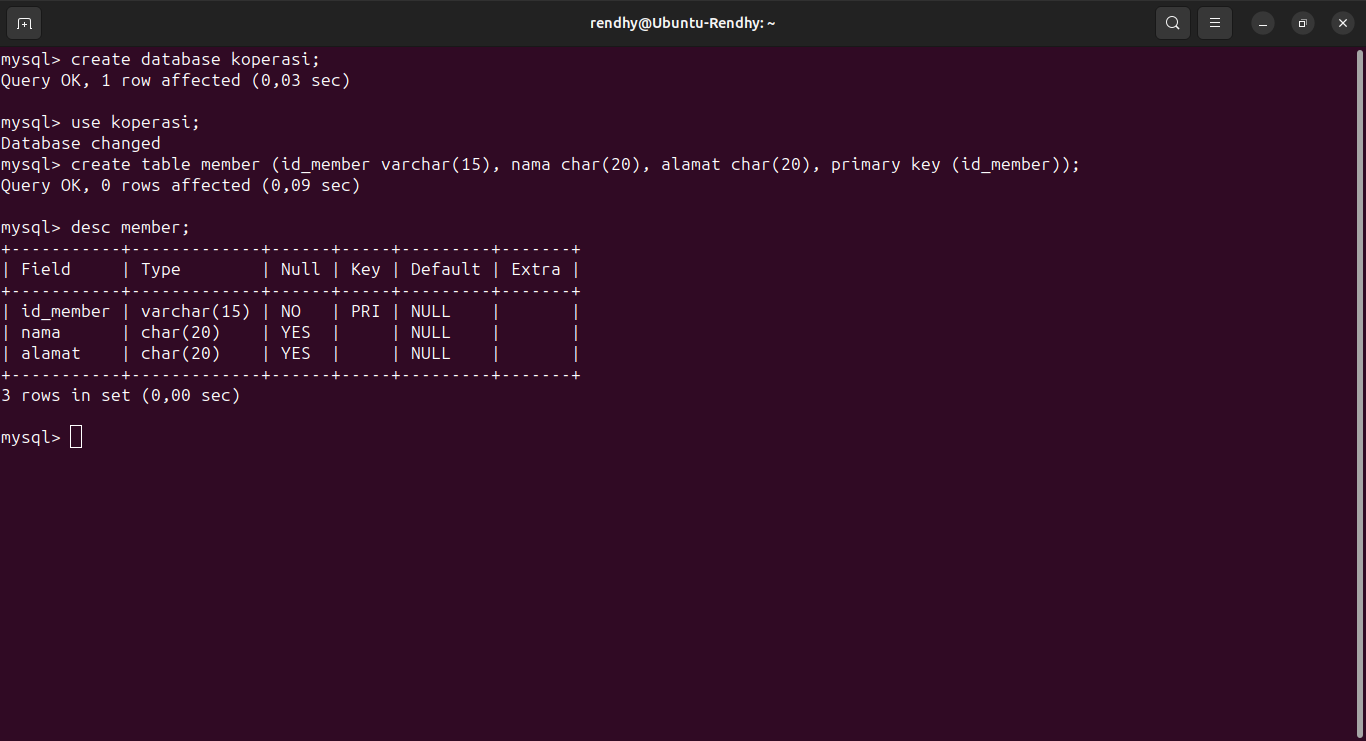 rendhy@Ubuntu-Rendhy: ~
mysql> create database koperasi;
Query OK, 1 row affected (0,03 sec)
mysql> use koperasi;
Database changed
mysql> create table member (id_member varchar(15), nama char(20), alamat char(20), primary key (id_member));
Query OK, 0 rows affected (0,09 sec)
mysql> desc member;
+-----------+-------------+------+-----+---------+-------+
| Field     | Type        | Null | Key | Default | Extra |
+-----------+-------------+------+-----+---------+-------+
| id_member | varchar(15) | NO   | PRI | NULL    |       |
| nama      | char(20)    | YES  |     | NULL    |       |
| alamat    | char(20)    | YES  |     | NULL    |       |
+-----------+-------------+------+-----+---------+-------+
3 rows in set (0,00 sec)
mysql>